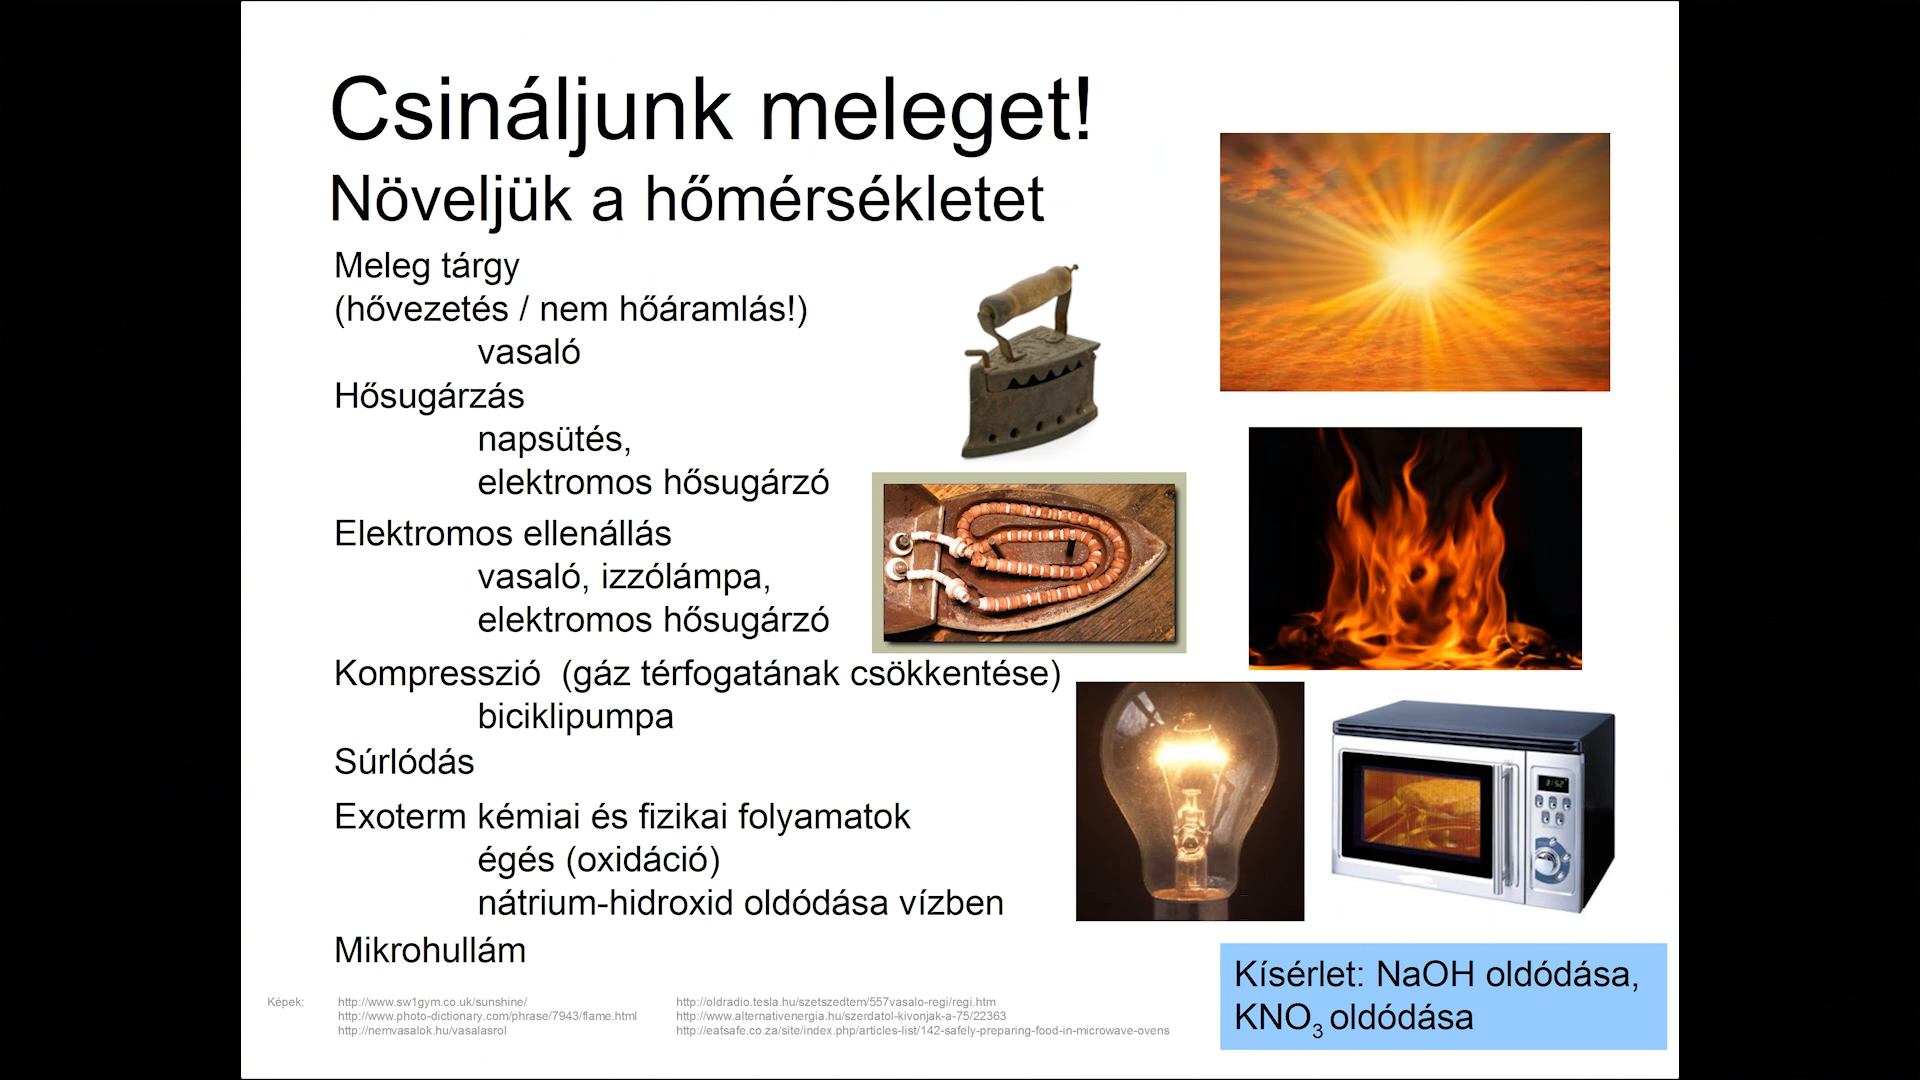 Csináljunk meleget!
Növeljük a hőmérsékletet
Meleg tárgy
(hővezetés / nem hőáramlás!)
vasaló
Hősugárzás
napsütés,
elektromos hősugárzó
Elektromos ellenállás
vasaló, izzólámpa,
elektromos hősugárzó
Kompresszió (gáz térfogatának csökkentése)
biciklipumpa
Súrlódás
Exoterm kémiai és fizikai folyamatok
égés (oxidáció)
nátrium-hidroxid oldódása vízben
Mikrohullám
Kísérlet: NaOH oldódása,
KNO₃ oldódása
Képek:
http://www.sw1gym.co.uk/sunshine/
http://www.photo-dictionary.com/phrase/7943/flame.html
http://nemvasalok.hu/vasalasrol
http://oldradio.tesla.hu/szetszedtem/557vasalo-regi/regi.htm
http://www.alternativenergia.hu/szerdatol-kivonjak-a-75/22363
http://eatsafe.co.za/site/index.php/articles-list/142-safely-preparing-food-in-microwave-ovens